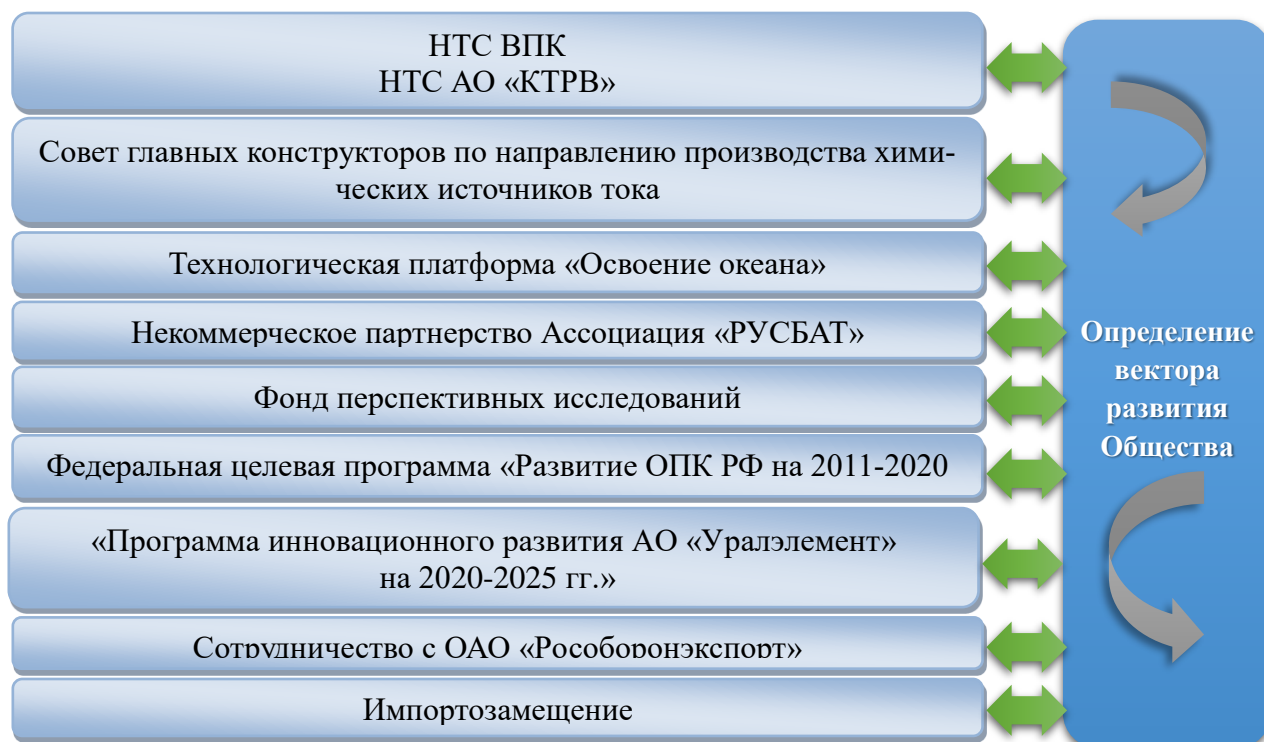 НТС ВПК
НТС АО «КТРВ»
Совет главных конструкторов по направлению производства хими-
ческих источников тока
Технологическая платформа «Освоение океана»
Некоммерческое партнерство Ассоциация «РУСБАТ»
Фонд перспективных исследований
Федеральная целевая программа «Развитие ОПК РФ на 2011-2020
«Программа инновационного развития АО «Уралэлемент»
на 2020-2025 гг.»
Сотрудничество с ОАО «Рособоронэкспорт»
Импортозамещение
Определение
вектора
развития
Общества